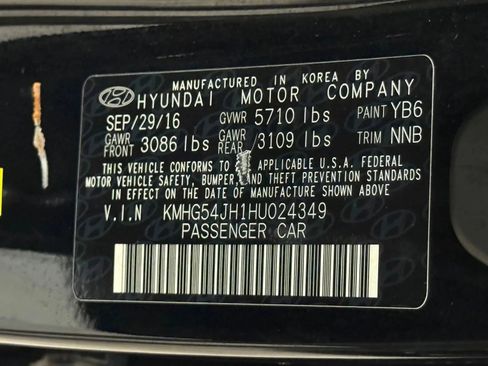 MANUFACTURED IN KOREA BY
HYUNDAI MOTOR COMPANY
SEP/29/16 GVWR 5710 lbs PAINT YB6
GAWR FRONT 3086 lbs GAWR REAR 3109 lbs TRIM NNB
THIS VEHICLE CONFORMS TO ALL APPLICABLE U.S.A. FEDERAL
MOTOR VEHICLE SAFETY, BUMPER, AND THEFT PREVENTION STANDARDS
IN EFFECT ON THE DATE OF MANUFACTURE SHOWN ABOVE
V.I.N KMHG54JH1HU024349
PASSENGER CAR